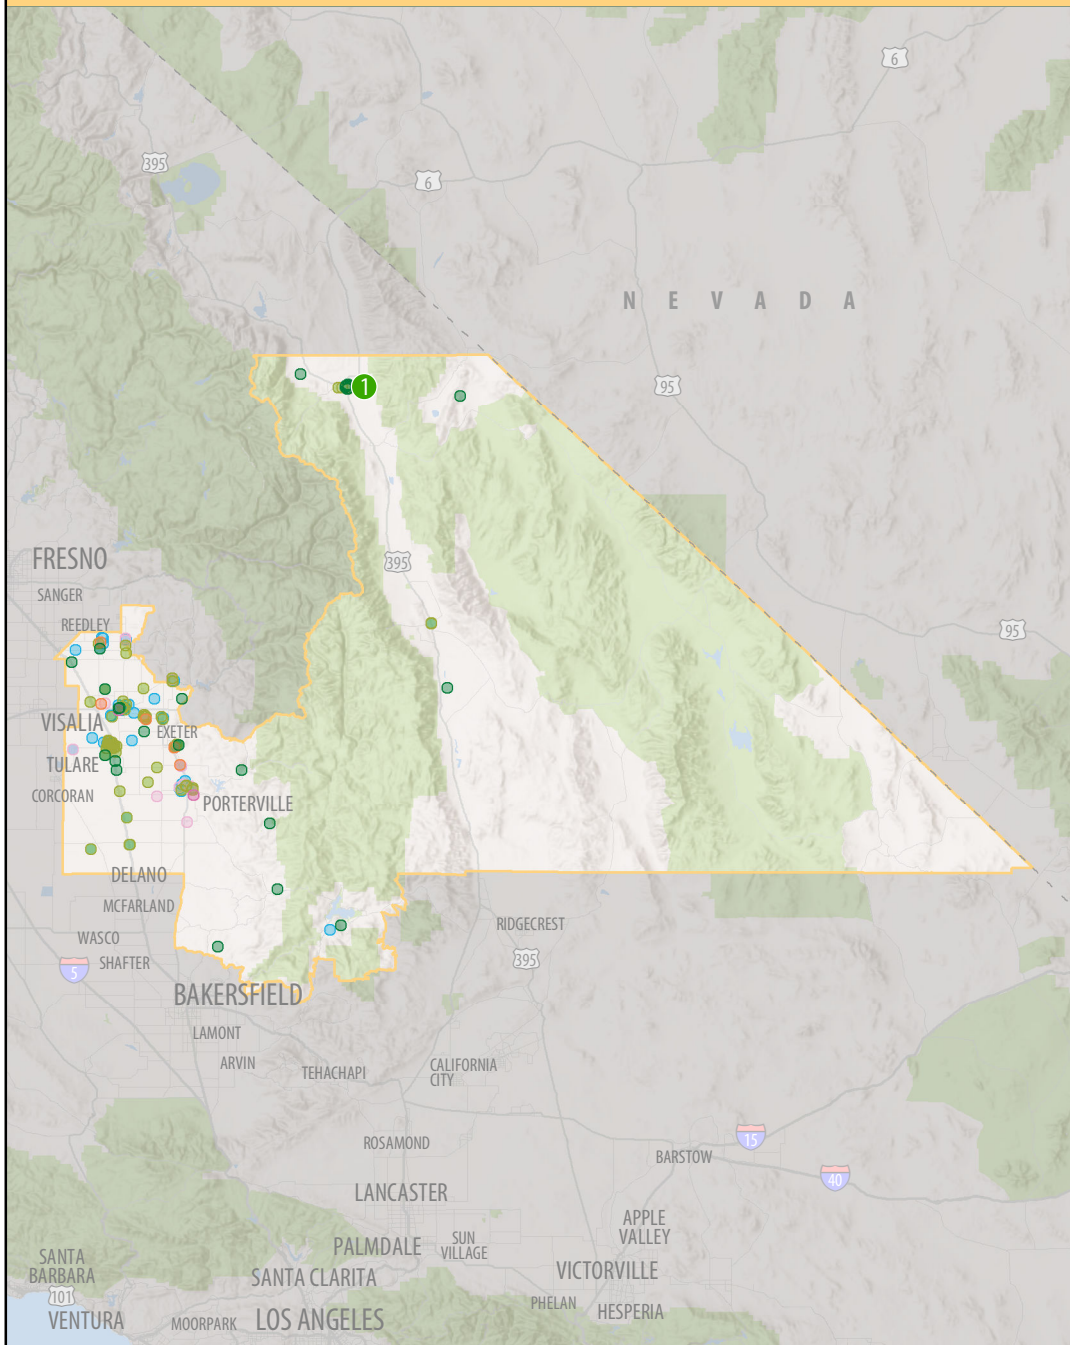 6
395
6
N E V A D A
95
1
FRESNO
395
SANGER
REEDLEY
95
VISALIA
EXETER
TULARE
CORCORAN
PORTERVILLE
DELANO
MCFARLAND
RIDGECREST
WASCO
395
SHAFTER
5
BAKERSFIELD
LAMONT
ARVIN
TEHACHAPI
CALIFORNIA
CITY
ROSAMOND
15
BARSTOW
40
LANCASTER
APPLE
VALLEY
PALMDALE
SUN
VILLAGE
SANTA
BARBARA
SANTA CLARITA
VICTORVILLE
101
PHELAN
HESPERIA
VENTURA
MOORPARK
LOS ANGELES